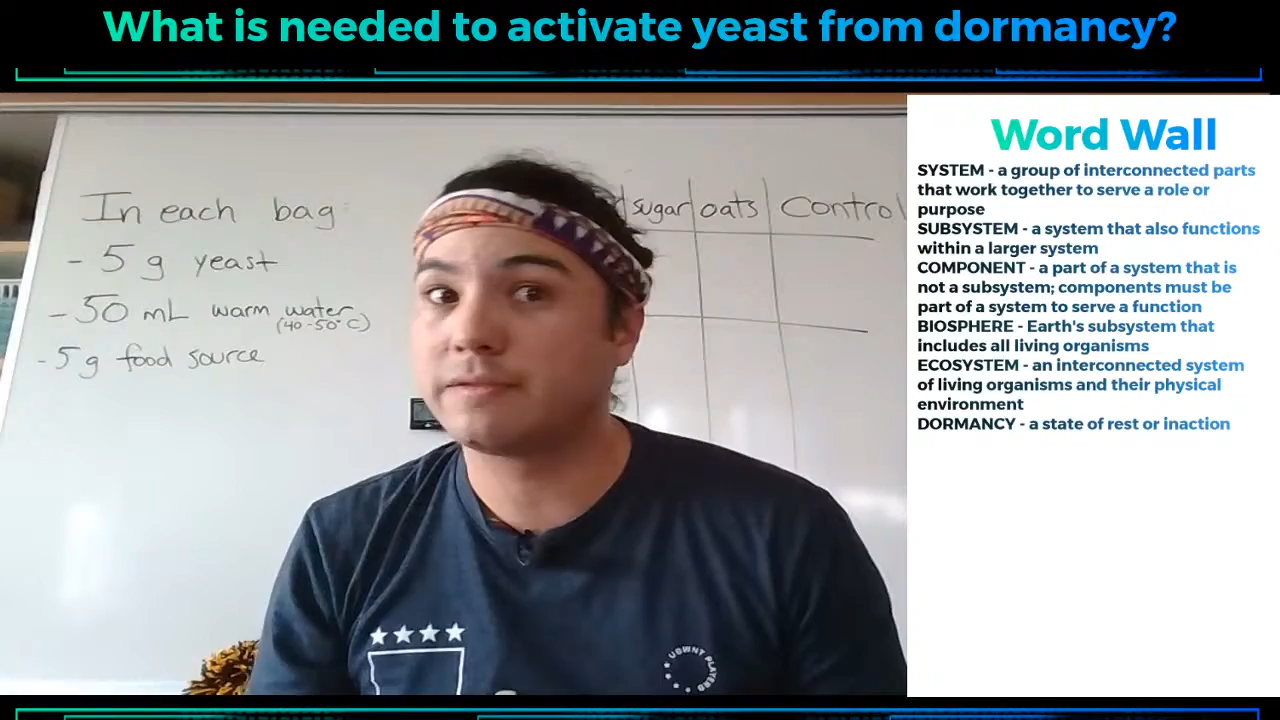 What is needed to activate yeast from dormancy?
In each bag:
- 5 g yeast
- 50 mL warm water
(40-50°C)
- 5 g food source
sugar oats Control
Word Wall
SYSTEM - a group of interconnected parts
that work together to serve a role or
purpose
SUBSYSTEM - a system that also functions
within a larger system
COMPONENT - a part of a system that is
not a subsystem; components must be
part of a system to serve a function
BIOSPHERE - Earth's subsystem that
includes all living organisms
ECOSYSTEM - an interconnected system
of living organisms and their physical
environment
DORMANCY - a state of rest or inaction